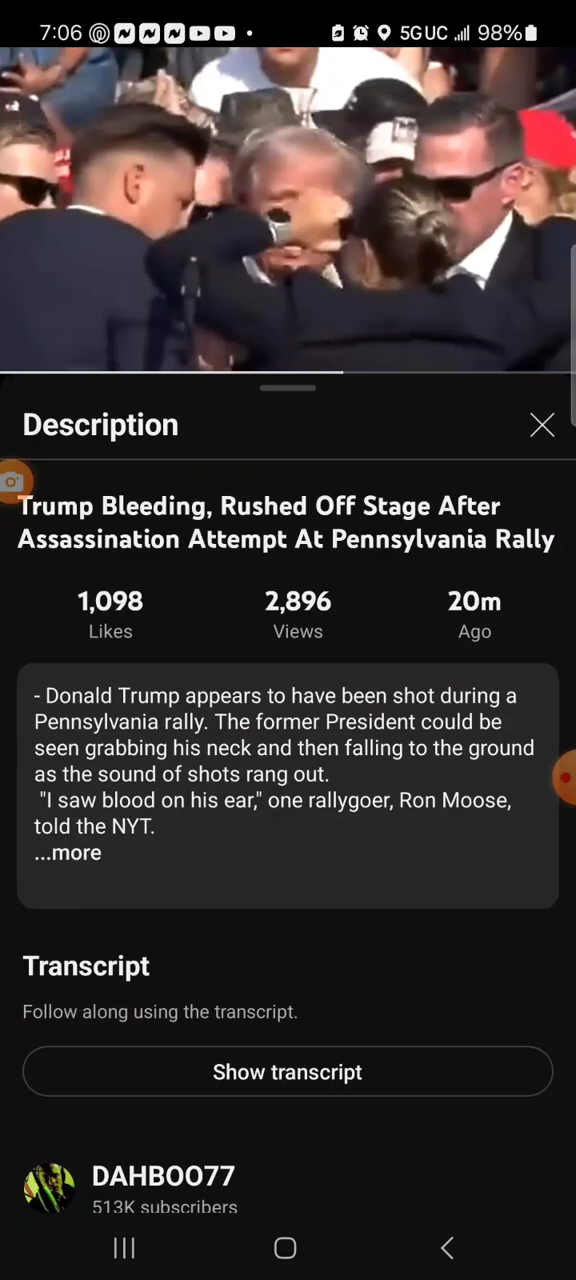 7:06
5G UC 98%
Description
Trump Bleeding, Rushed Off Stage After
Assassination Attempt At Pennsylvania Rally
1,098 2,896 20m
Likes Views Ago
- Donald Trump appears to have been shot during a
Pennsylvania rally. The former President could be
seen grabbing his neck and then falling to the ground
as the sound of shots rang out.
"I saw blood on his ear," one rallygoer, Ron Moose,
told the NYT.
...more
Transcript
Follow along using the transcript.
Show transcript
DAHBOO77
513K subscribers